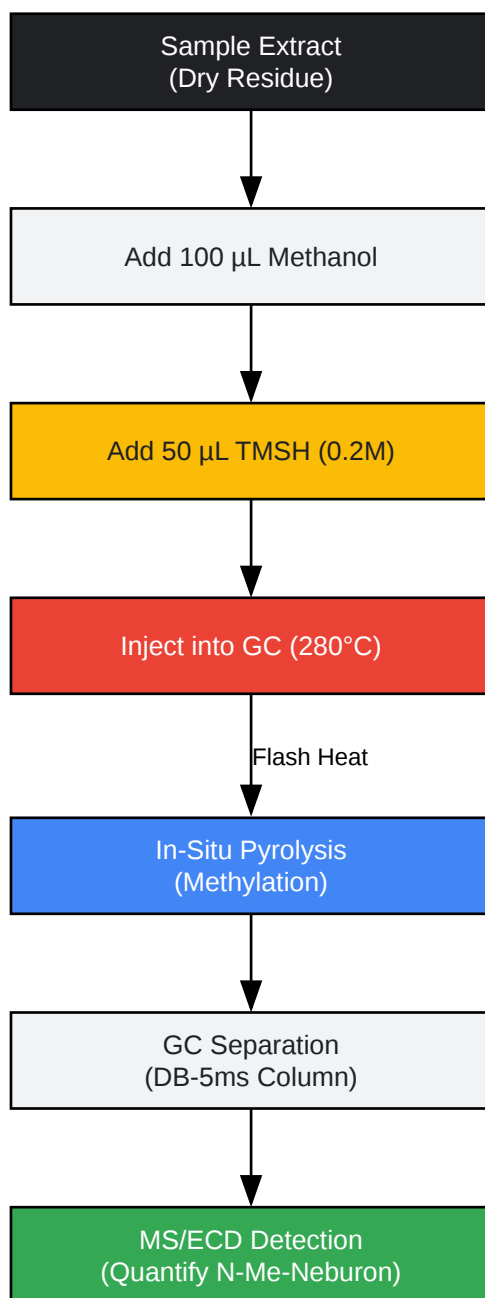 Sample Extract
(Dry Residue)
Add 100 µL Methanol
Add 50 µL TMSH (0.2M)
Inject into GC (280°C)
Flash Heat
In-Situ Pyrolysis
(Methylation)
GC Separation
(DB-5ms Column)
MS/ECD Detection
(Quantify N-Me-Neburon)